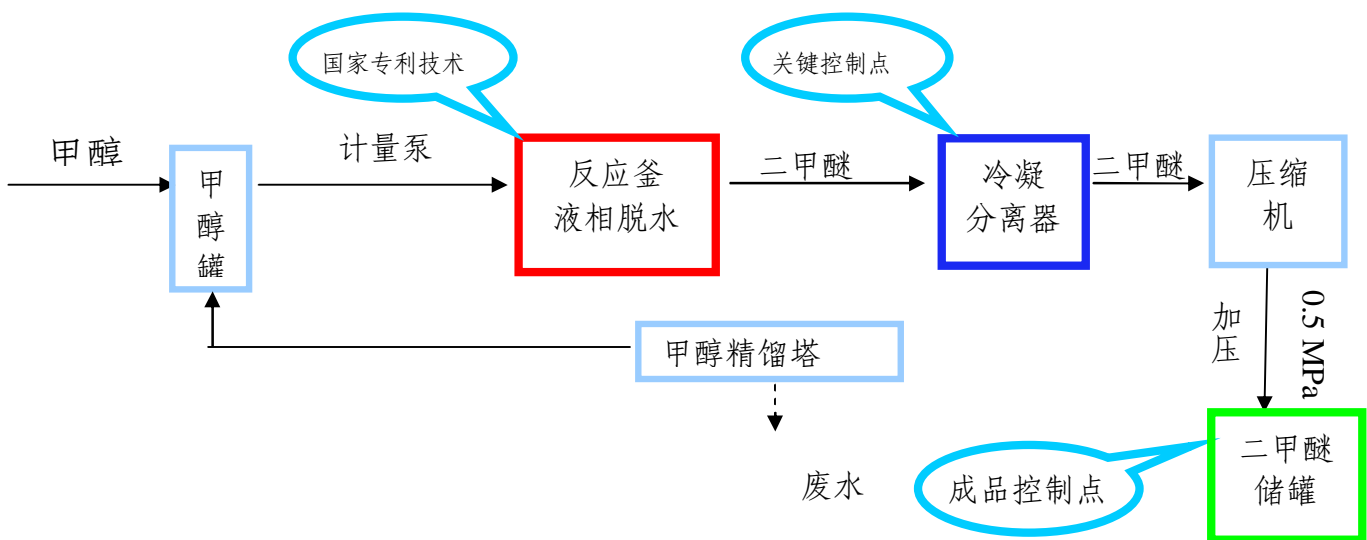 国家专利技术
关键控制点
甲醇
计量泵
二甲醚
二甲醚
甲
醇
罐
反应釜
液相脱水
冷凝
分离器
压缩
机
加
压
0.5 MPa
甲醇精馏塔
废水
成品控制点
二甲醚
储罐